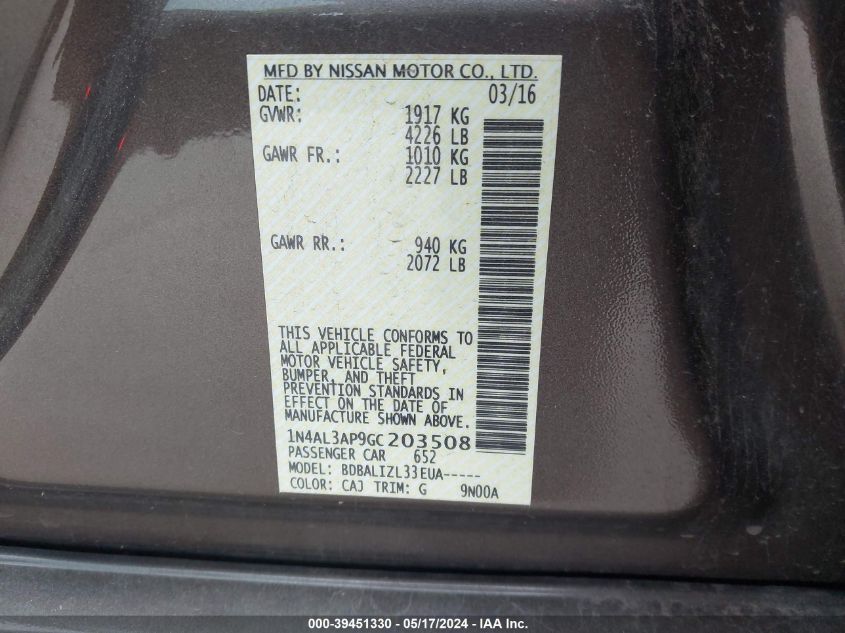 MFD BY NISSAN MOTOR CO., LTD.
DATE: 03/16
GVWR: 1917 KG
4226 LB
GAWR FR.: 1010 KG
2227 LB
GAWR RR.: 940 KG
2072 LB
THIS VEHICLE CONFORMS TO
ALL APPLICABLE FEDERAL
MOTOR VEHICLE SAFETY,
BUMPER, AND THEFT
PREVENTION STANDARDS IN
EFFECT ON THE DATE OF
MANUFACTURE SHOWN ABOVE.
1N4AL3AP9GC203508
PASSENGER CAR 652
MODEL: BDBALIZL33EUA-----
COLOR: CAJ TRIM: G 9N00A
000-39451330 - 05/17/2024 - IAAI.com